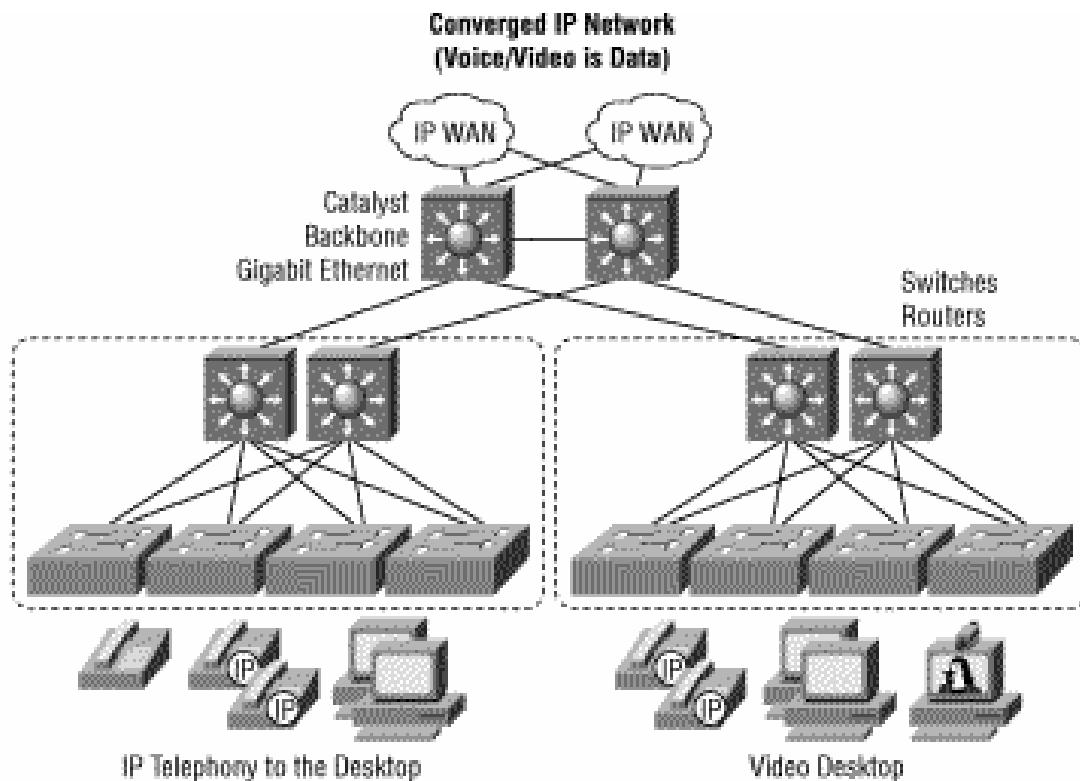 Converged IP Network
(Voice/Video is Data)
IP WAN
IP WAN
Catalyst
Backbone
Gigabit Ethernet
Switches
Routers
IP
IP
IP
IP
IP Telephony to the Desktop
Video Desktop